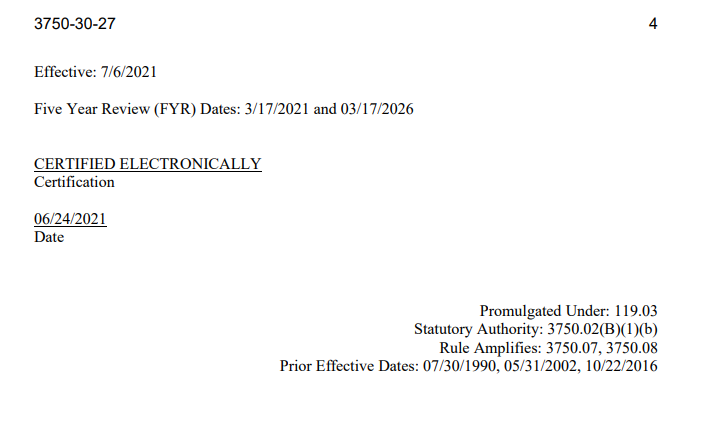 3750-30-27 4
Effective: 7/6/2021
Five Year Review (FYR) Dates: 3/17/2021 and 03/17/2026
CERTIFIED ELECTRONICALLY
Certification
06/24/2021
Date
Promulgated Under: 119.03
Statutory Authority: 3750.02(B)(1)(b)
Rule Amplifies: 3750.07, 3750.08
Prior Effective Dates: 07/30/1990, 05/31/2002, 10/22/2016